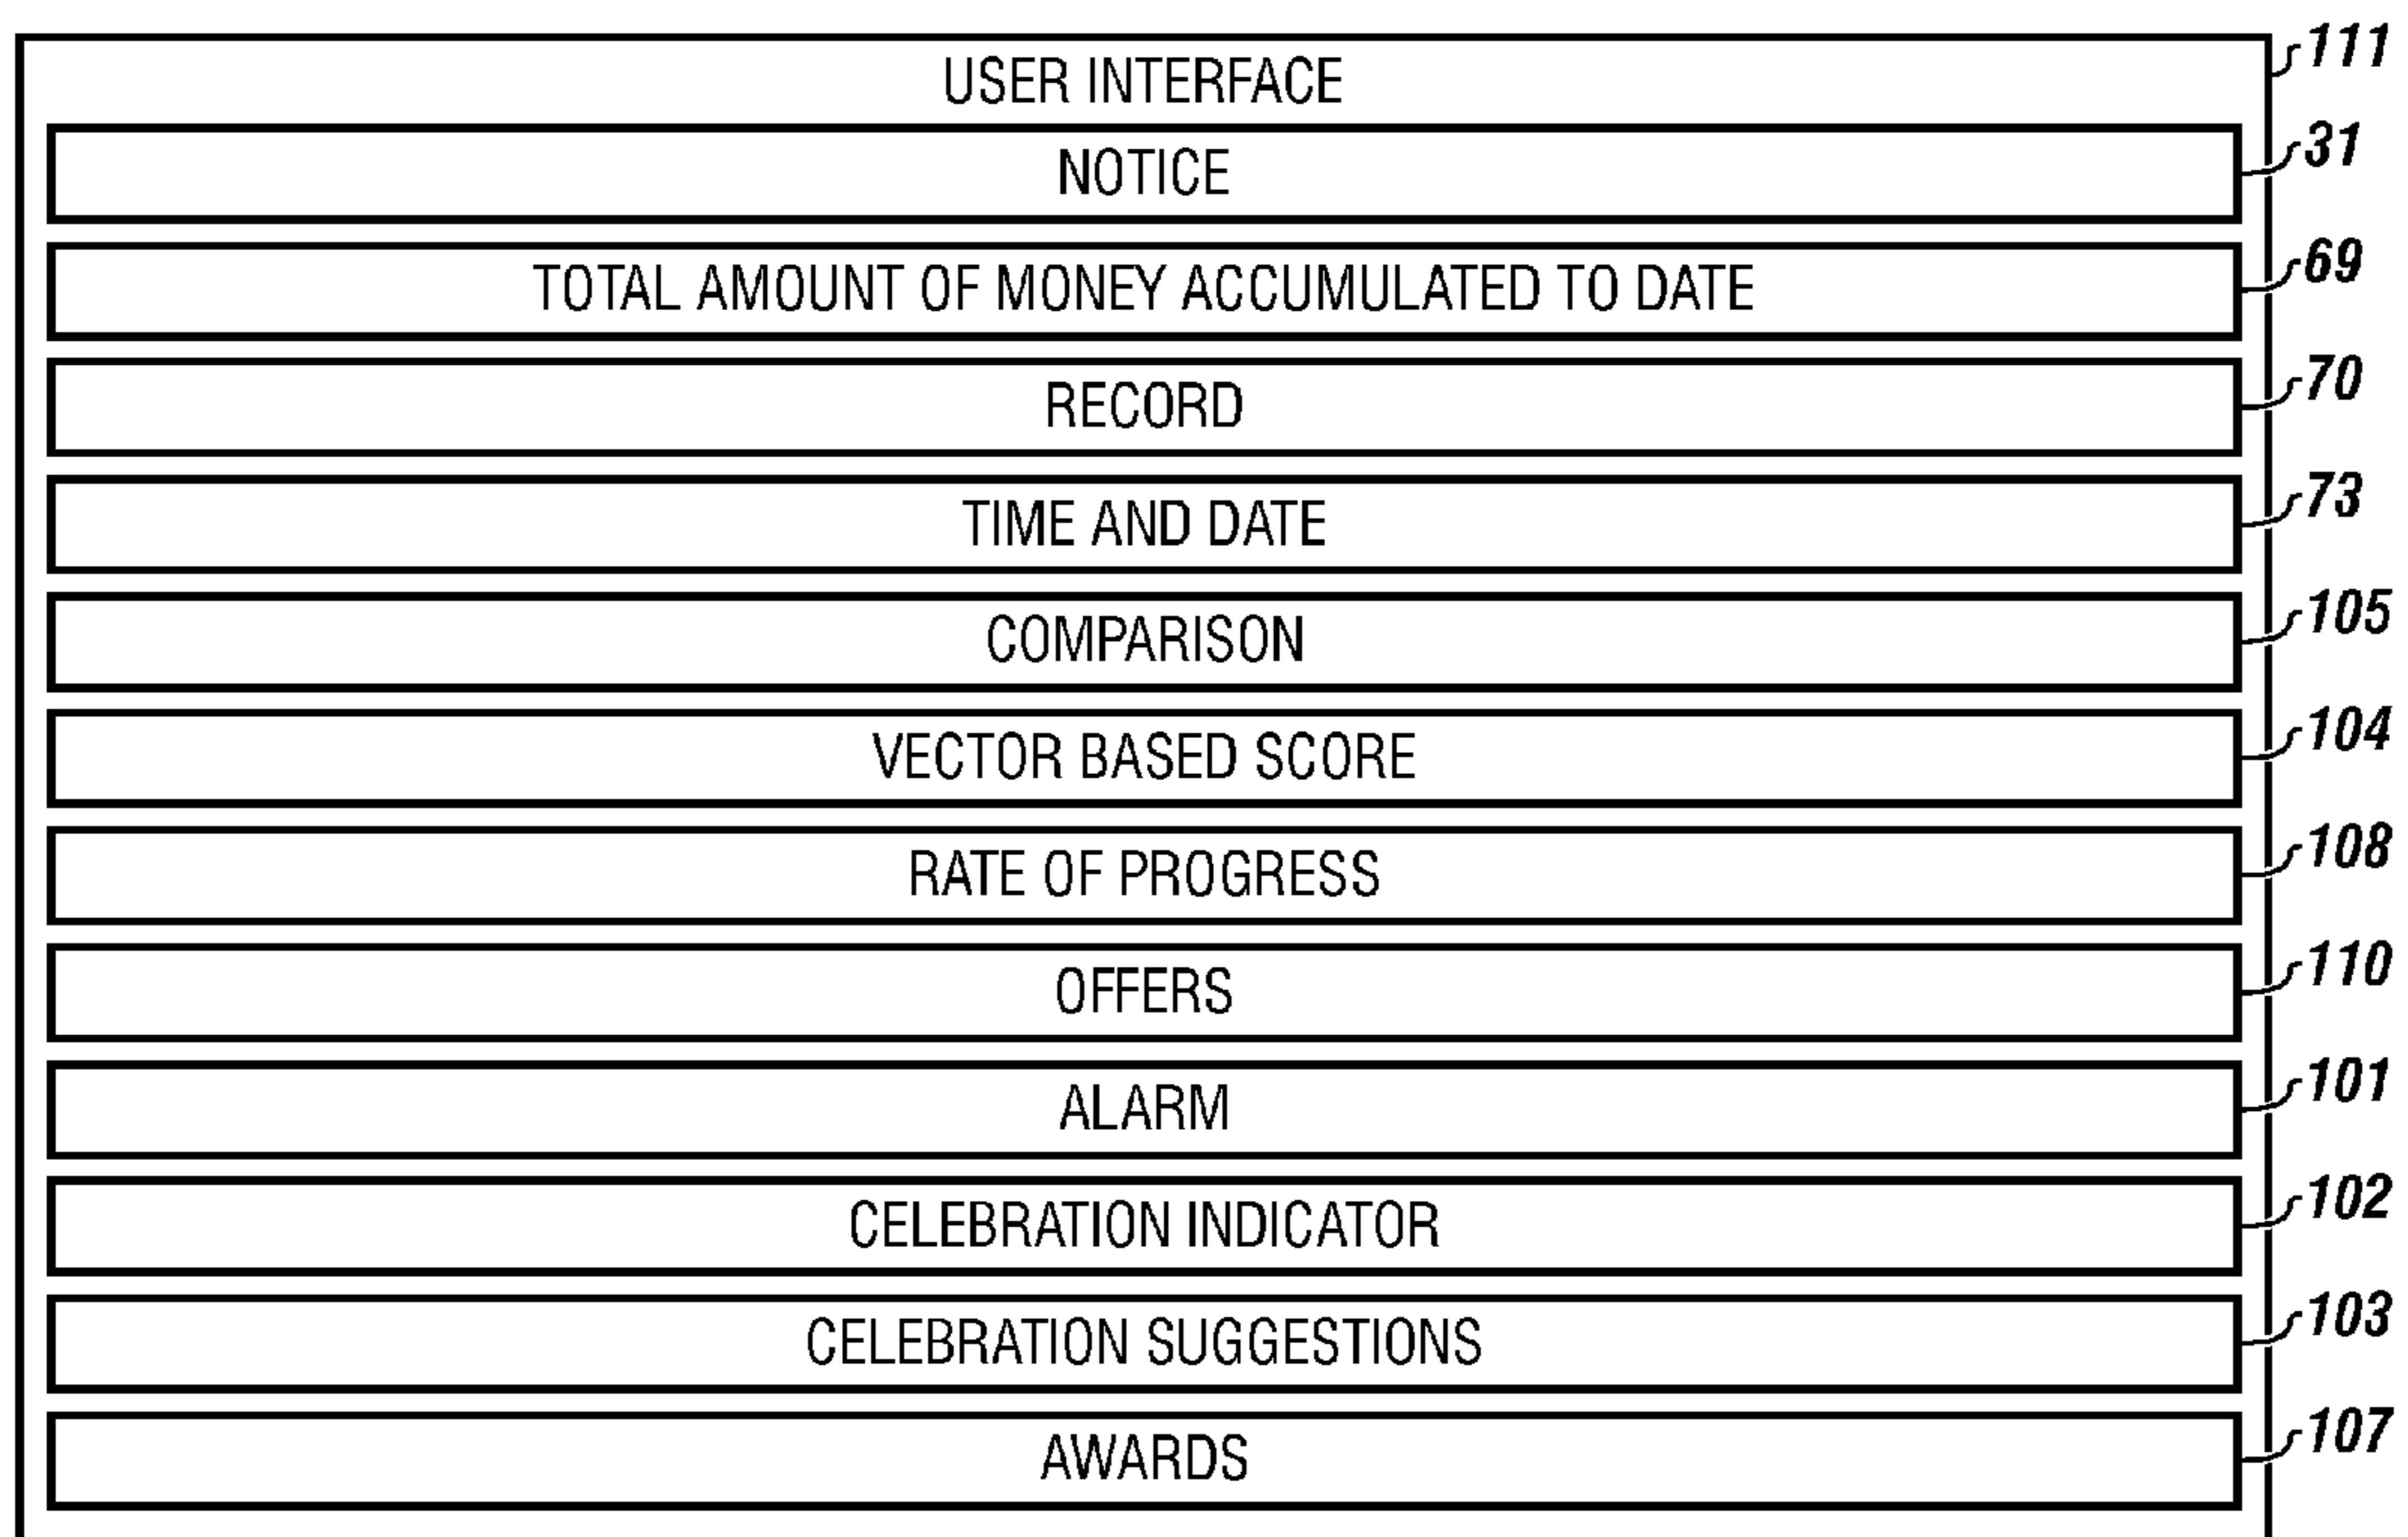 USER INTERFACE 111
NOTICE 31
TOTAL AMOUNT OF MONEY ACCUMULATED TO DATE 69
RECORD 70
TIME AND DATE 73
COMPARISON 105
VECTOR BASED SCORE 104
RATE OF PROGRESS 108
OFFERS 110
ALARM 101
CELEBRATION INDICATOR 102
CELEBRATION SUGGESTIONS 103
AWARDS 107